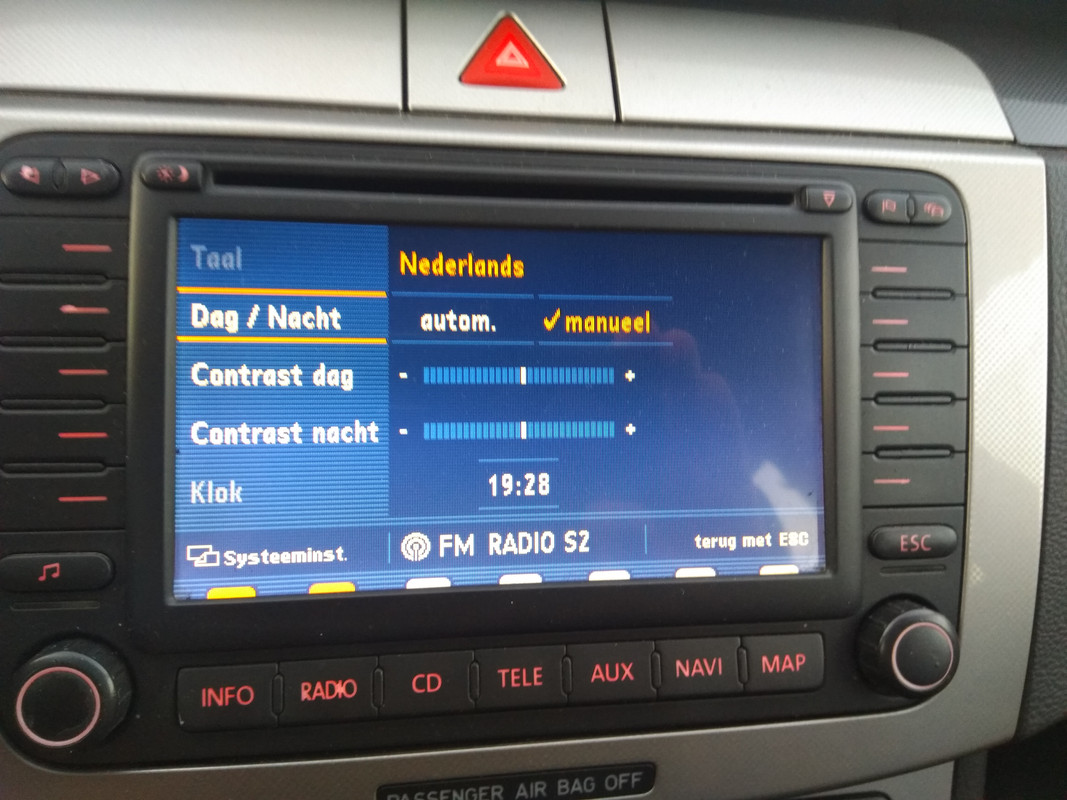 Taal Nederlands
Dag / Nacht autom. ✓manueel
Contrast dag - +
Contrast nacht - +
Klok 19:28
Systeeminst. FM RADIO S2 terug met ESC
ESC
INFO RADIO CD TELE AUX NAVI MAP
PASSENGER AIR BAG OFF